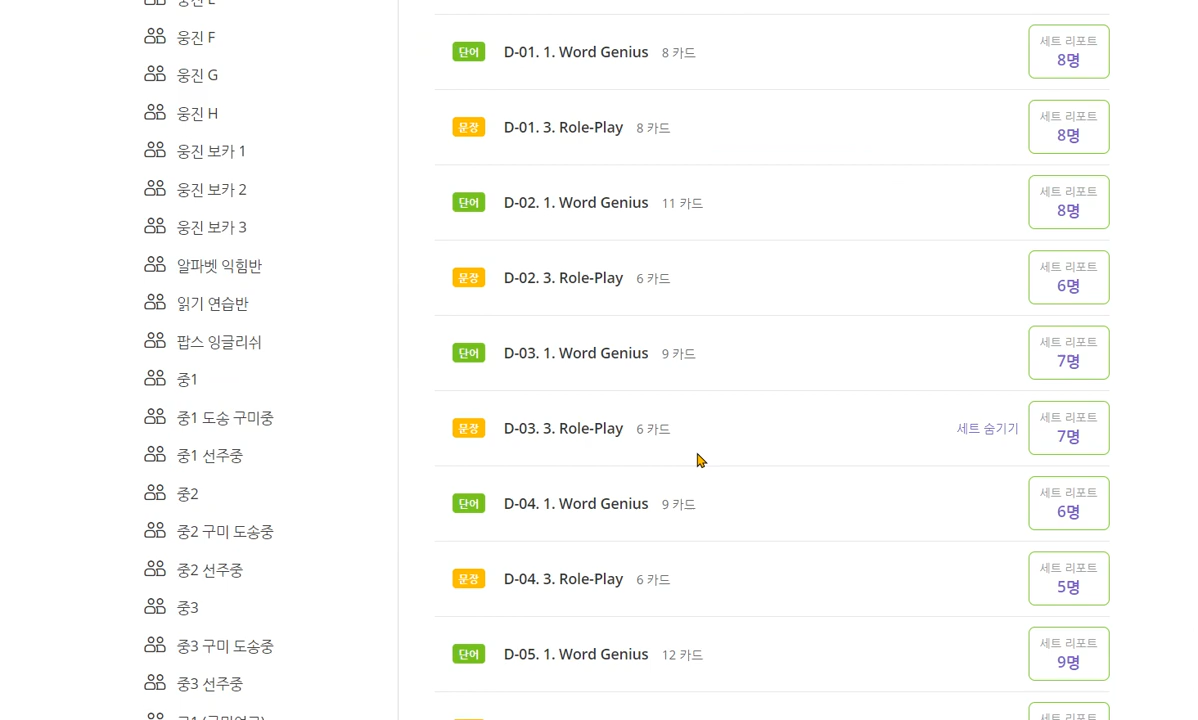 웅진 F
웅진 G
웅진 H
웅진 보카 1
웅진 보카 2
웅진 보카 3
알파벳 익힘반
읽기 연습반
팝스 잉글리쉬
중1
중1 도송 구미중
중1 선주중
중2
중2 구미 도송중
중2 선주중
중3
중3 구미 도송중
중3 선주중
단어 D-01. 1. Word Genius 8 카드 세트 리포트
8명
문장 D-01. 3. Role-Play 8 카드 세트 리포트
8명
단어 D-02. 1. Word Genius 11 카드 세트 리포트
8명
문장 D-02. 3. Role-Play 6 카드 세트 리포트
6명
단어 D-03. 1. Word Genius 9 카드 세트 리포트
7명
문장 D-03. 3. Role-Play 6 카드 세트 숨기기 세트 리포트
7명
단어 D-04. 1. Word Genius 9 카드 세트 리포트
6명
문장 D-04. 3. Role-Play 6 카드 세트 리포트
5명
단어 D-05. 1. Word Genius 12 카드 세트 리포트
9명
세트 리포트